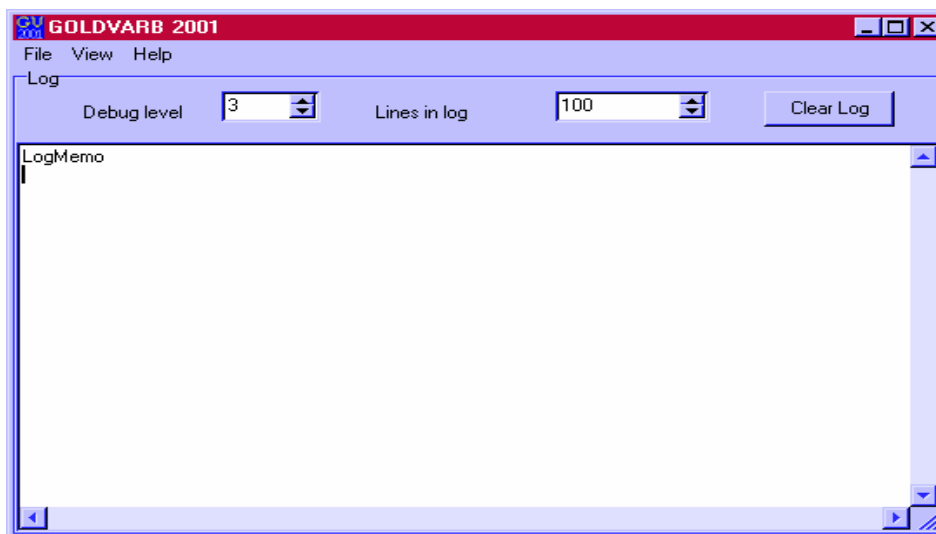 GV 2001 GOLDVARB 2001
File View Help
Log
Debug level 3 Lines in log 100 Clear Log
LogMemo